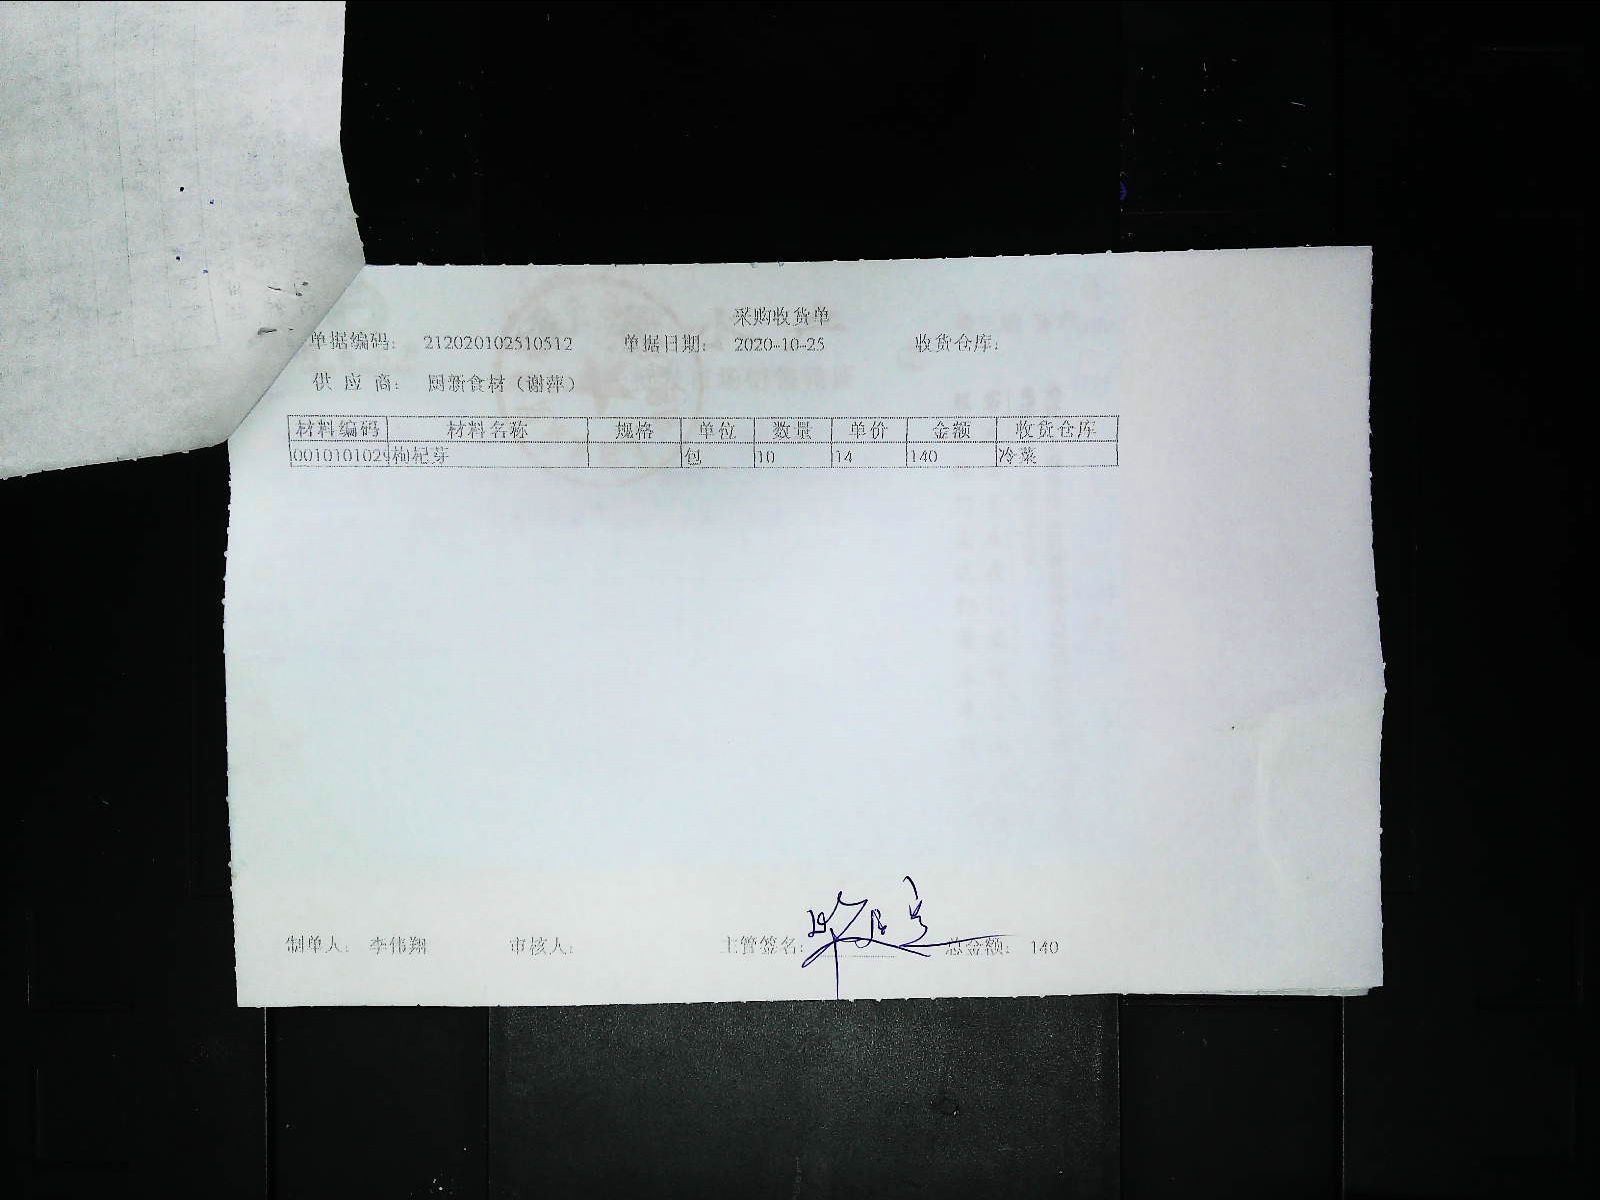 采购收货单
单据编码: 212020102510512 单据日期: 2020-10-25 收货仓库:
供应商: 厨新食材（谢萍）
材料编码 材料名称 规格 单位 数量 单价 金额 收货仓库
0010101029 枸杞芽 包 10 14 140 冷菜
制单人: 李伟翔 审核人: 主管签名: 总金额: 140